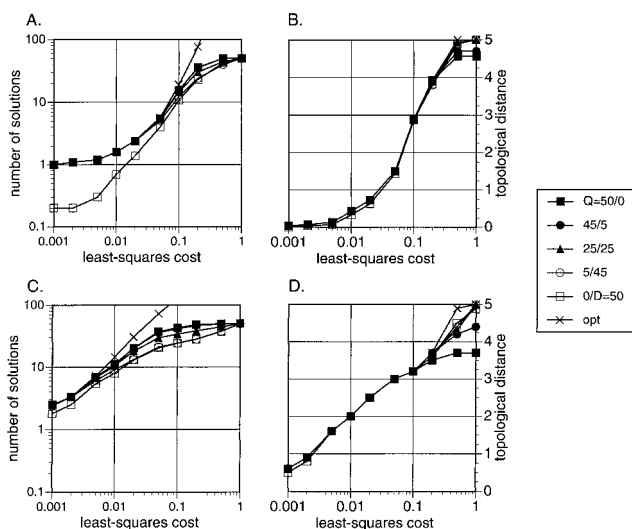 A.
100
10
1
0.1
number of solutions
0.001 0.01 0.1 1
least-squares cost
B.
5
4
3
2
1
0
topological distance
0.001 0.01 0.1 1
least-squares cost
C.
100
10
1
0.1
number of solutions
0.001 0.01 0.1 1
least-squares cost
D.
5
4
3
2
1
0
topological distance
0.001 0.01 0.1 1
least-squares cost
Q=50/0
45/5
25/25
5/45
0/D=50
opt